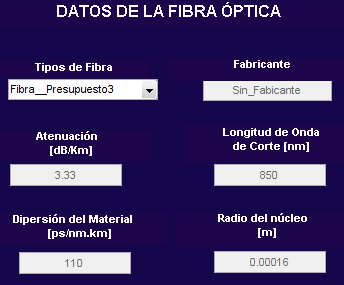 DATOS DE LA FIBRA ÓPTICA
Tipos de Fibra
Fabricante
Fibra__Presupuesto3
Sin_Fabicante
Atenuación
[dB/Km]
Longitud de Onda
de Corte [nm]
3.33
850
Dipersión del Material
[ps/nm.km]
Radio del núcleo
[m]
110
0.00016